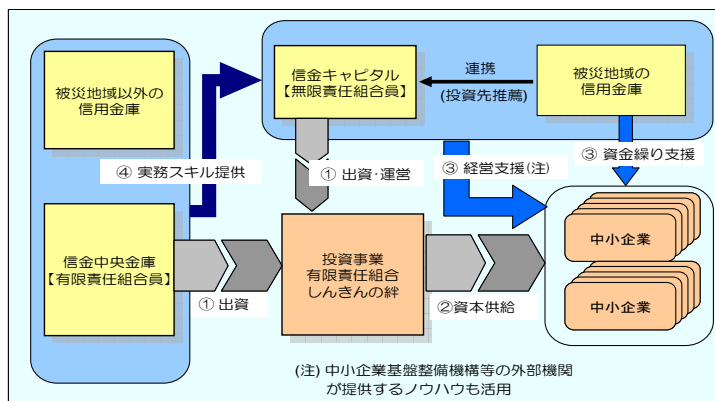 被災地域以外の
信用金庫
信金キャピタル
【無限責任組合員】
連携
(投資先推薦)
被災地域の
信用金庫
④ 実務スキル提供
① 出資・運営
③ 経営支援(注)
③ 資金繰り支援
信金中央金庫
【有限責任組合員】
① 出資
投資事業
有限責任組合
しんきんの絆
②資本供給
中小企業
中小企業
(注) 中小企業基盤整備機構等の外部機関
が提供するノウハウも活用